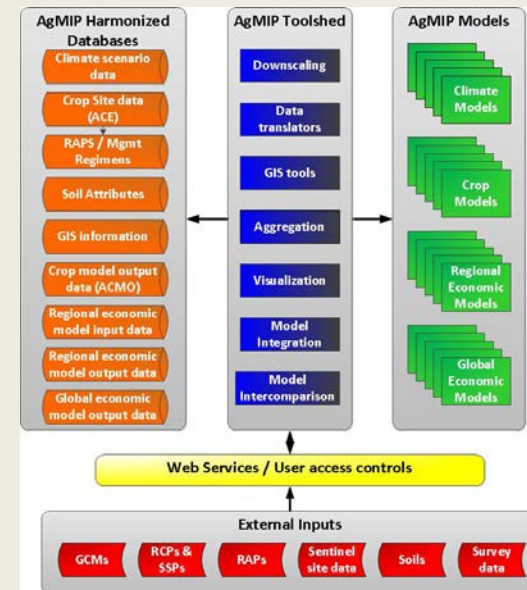 AgMIP Harmonized
Databases
Climate scenario
data
Crop Site data
(ACE)
RAPS / Mgmt
Regimens
Soil Attributes
GIS information
Crop model output
data (ACMO)
Regional economic
model input data
Regional economic
model output data
Global economic
model output data
AgMIP Toolshed
Downscaling
Data
translators
GIS tools
Aggregation
Visualization
Model
Integration
Model
Intercomparison
AgMIP Models
Climate
Models
Crop
Models
Regional
Economic
Models
Global
Economic
Models
Web Services / User access controls
External Inputs
GCMs
RCPs &
SSPs
RAPs
Sentinel
site data
Soils
Survey
data